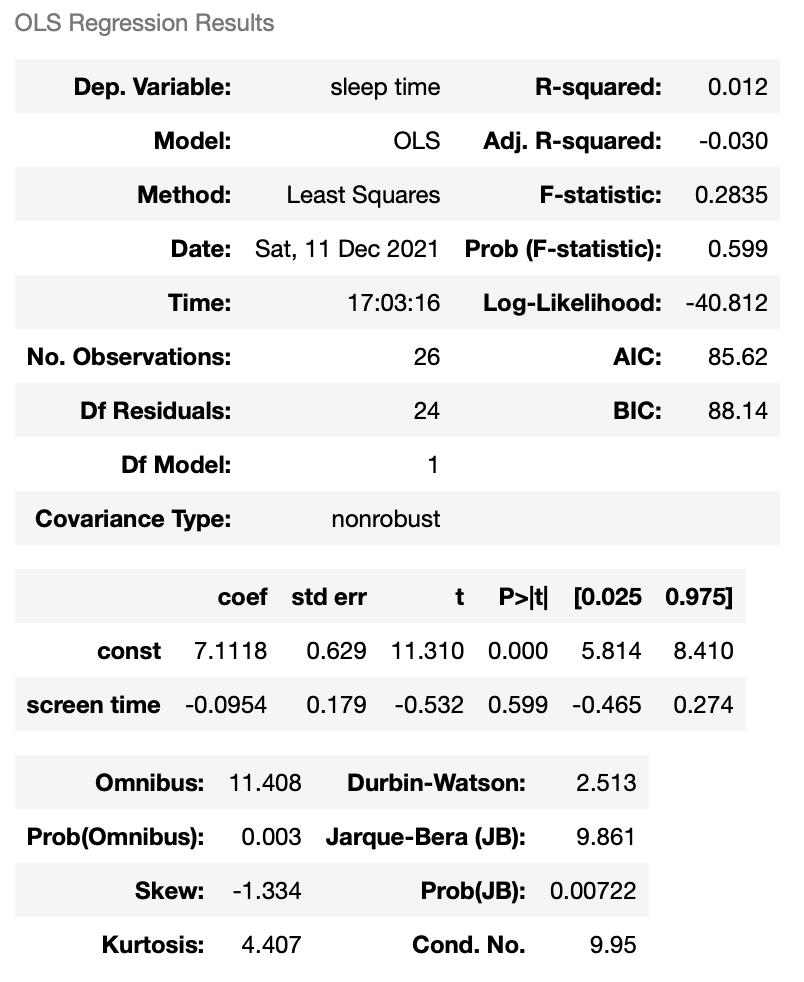 OLS Regression Results
Dep. Variable: sleep time R-squared: 0.012
Model: OLS Adj. R-squared: -0.030
Method: Least Squares F-statistic: 0.2835
Date: Sat, 11 Dec 2021 Prob (F-statistic): 0.599
Time: 17:03:16 Log-Likelihood: -40.812
No. Observations: 26 AIC: 85.62
Df Residuals: 24 BIC: 88.14
Df Model: 1
Covariance Type: nonrobust
coef std err t P>|t| [0.025 0.975]
const 7.1118 0.629 11.310 0.000 5.814 8.410
screen time -0.0954 0.179 -0.532 0.599 -0.465 0.274
Omnibus: 11.408 Durbin-Watson: 2.513
Prob(Omnibus): 0.003 Jarque-Bera (JB): 9.861
Skew: -1.334 Prob(JB): 0.00722
Kurtosis: 4.407 Cond. No. 9.95